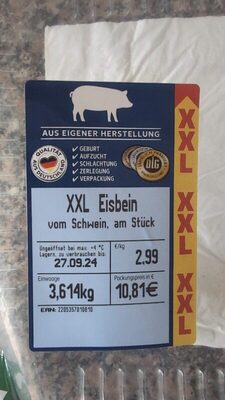 AUS EIGENER HERSTELLUNG
QUALITÄT
AUS DEUTSCHLAND
✓ GEBURT
✓ AUFZUCHT
✓ SCHLACHTUNG
✓ ZERLEGUNG
✓ VERPACKUNG
DLG
XXL
XXL
XXL
XXL Eisbein
vom Schwein, am Stück
Ungeöffnet bei max. +4 °C
Lagern, zu verbrauchen bis
27.09.24
€/kg
2,99
Einwaage
3,614kg
Packungspreis in €
10,81€
EAN: 2205357010810